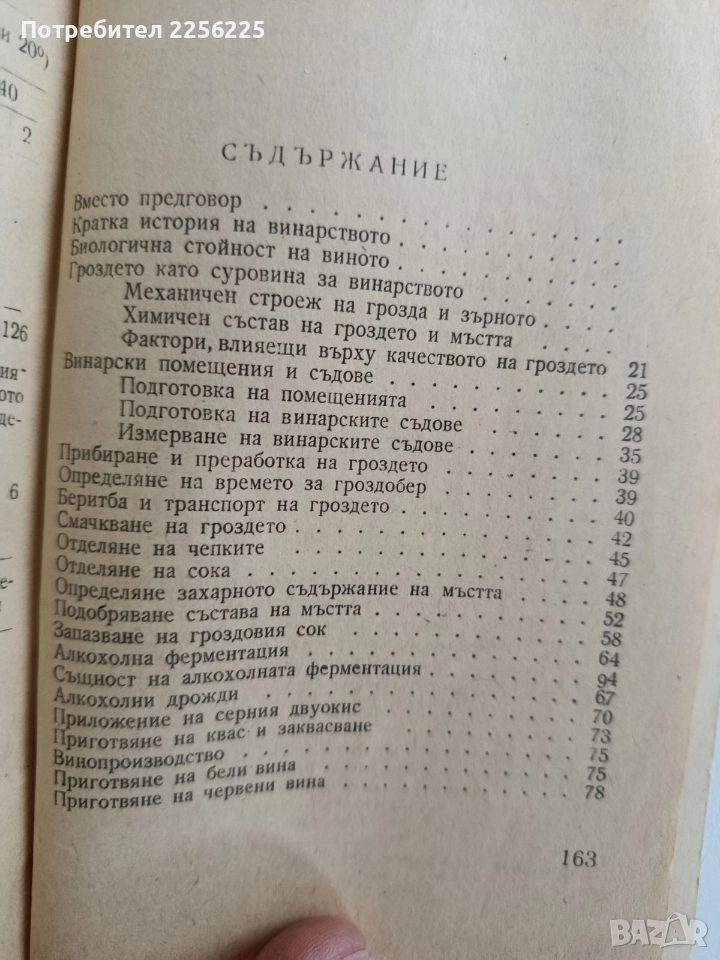 Потребител 2256225
и 20°)
40
2
126
ия-
ото
де-
6
е-
и
СЪДЪРЖАНИЕ
Вместо предговор . . . . . . . . . . .
Кратка история на винарството . . . . . . .
Биологична стойност на виното . . . . . . .
Гроздето като суровина за винарството . . . . .
Механичен строеж на грозда и зърното . . .
Химичен състав на гроздето и мъстта . . . .
Фактори, влияещи върху качеството на гроздето 21
Винарски помещения и съдове . . . . . . . . 25
Подготовка на помещенията . . . . . . . 25
Подготовка на винарските съдове . . . . . 28
Измерване на винарските съдове . . . . . 35
Прибиране и преработка на гроздето . . . . . . 39
Определяне на времето за гроздобер . . . . . . 39
Беритба и транспорт на гроздето . . . . . . . 40
Смачкване на гроздето . . . . . . . . . . 42
Отделяне на чепките . . . . . . . . . . . 45
Отделяне на сока . . . . . . . . . . . . 47
Определяне захарното съдържание на мъстта . . . 48
Подобряване състава на мъстта . . . . . . . . 52
Запазване на гроздовия сок . . . . . . . . . 58
Алкохолна ферментация . . . . . . . . . . 64
Същност на алкохолната ферментация . . . . . . 94
Алкохолни дрожди . . . . . . . . . . . . 67
Приложение на серния двуокис . . . . . . . . 70
Приготвяне на квас и заквасване . . . . . . . 73
Винопроизводство . . . . . . . . . . . . 75
Приготвяне на бели вина . . . . . . . . . . 75
Приготвяне на червени вина . . . . . . . . . 78
163
BAZAR